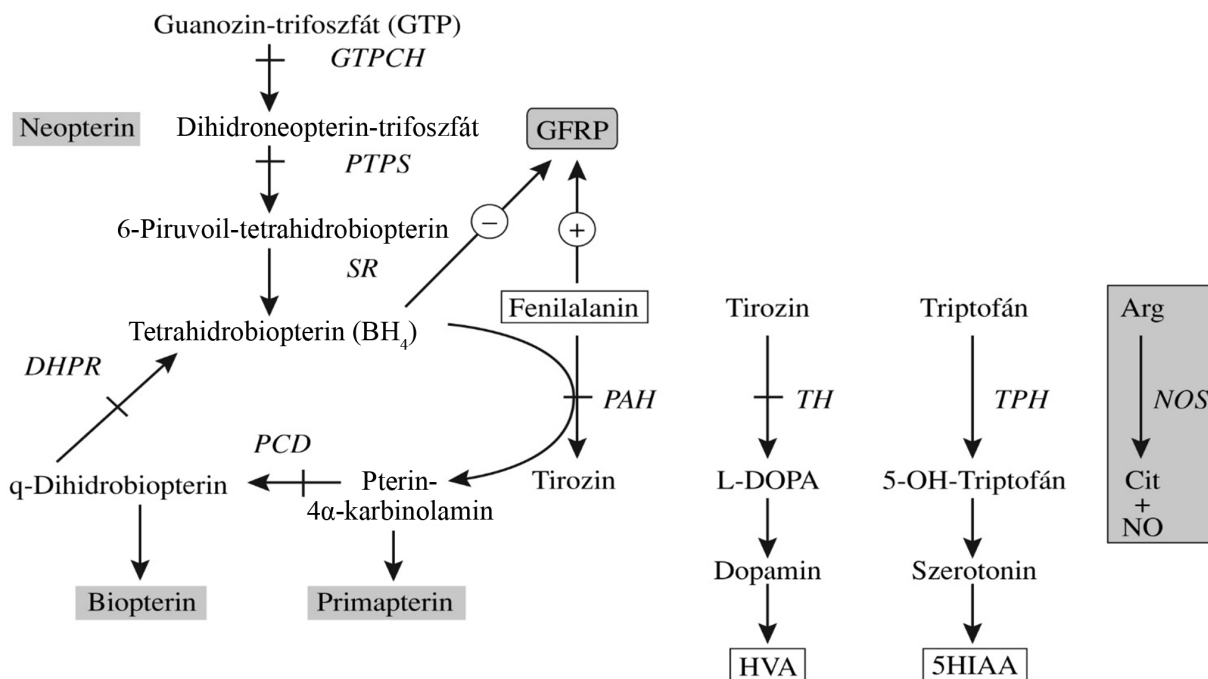 Guanozin-trifoszfát (GTP)
GTPCH
Neopterin
Dihidroneopterin-trifoszfát
GFRP
PTPS
6-Piruvoil-tetrahidrobiopterin
−
+
SR
Fenilalanin
Tirozin
Triptofán
Arg
Tetrahidrobiopterin (BH₄)
DHPR
PAH
TH
TPH
NOS
PCD
q-Dihidrobiopterin
Pterin-
4α-karbinolamin
Tirozin
L-DOPA
5-OH-Triptofán
Cit
+
NO
Dopamin
Szerotonin
Biopterin
Primapterin
HVA
5HIAA